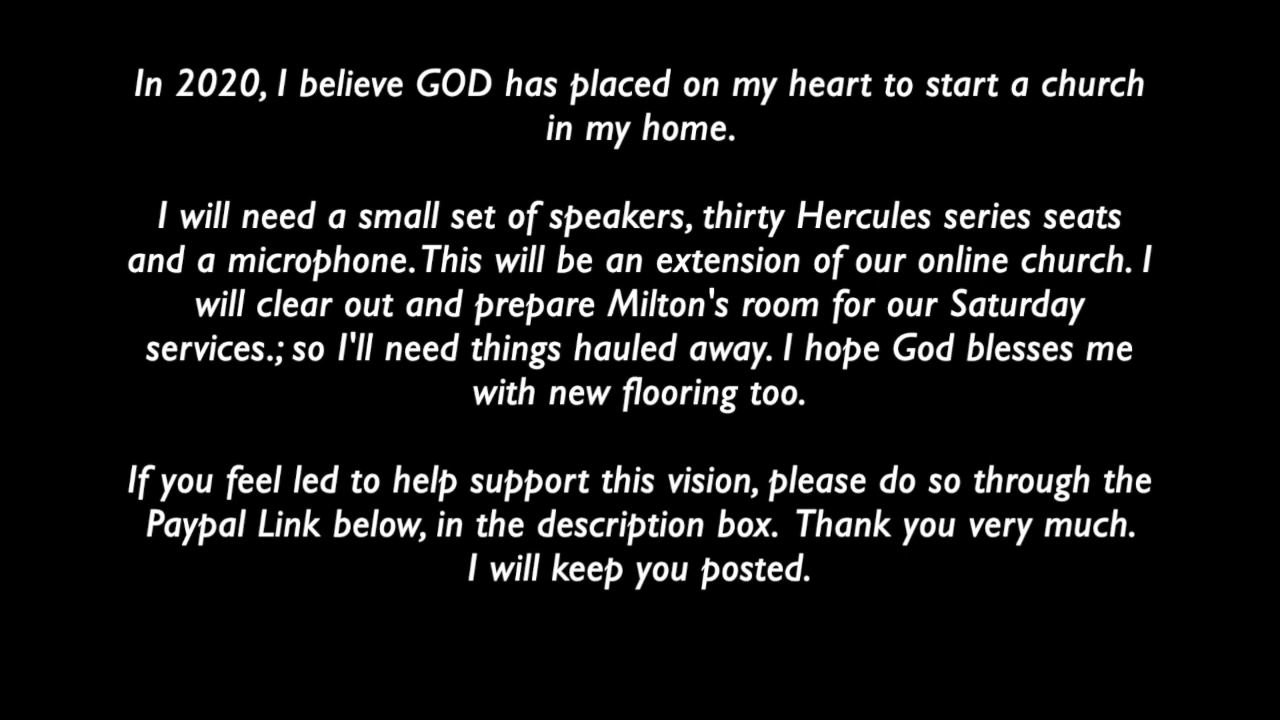 In 2020, I believe GOD has placed on my heart to start a church
in my home.
I will need a small set of speakers, thirty Hercules series seats
and a microphone. This will be an extension of our online church. I
will clear out and prepare Milton's room for our Saturday
services.; so I'll need things hauled away. I hope God blesses me
with new flooring too.
If you feel led to help support this vision, please do so through the
Paypal Link below, in the description box. Thank you very much.
I will keep you posted.